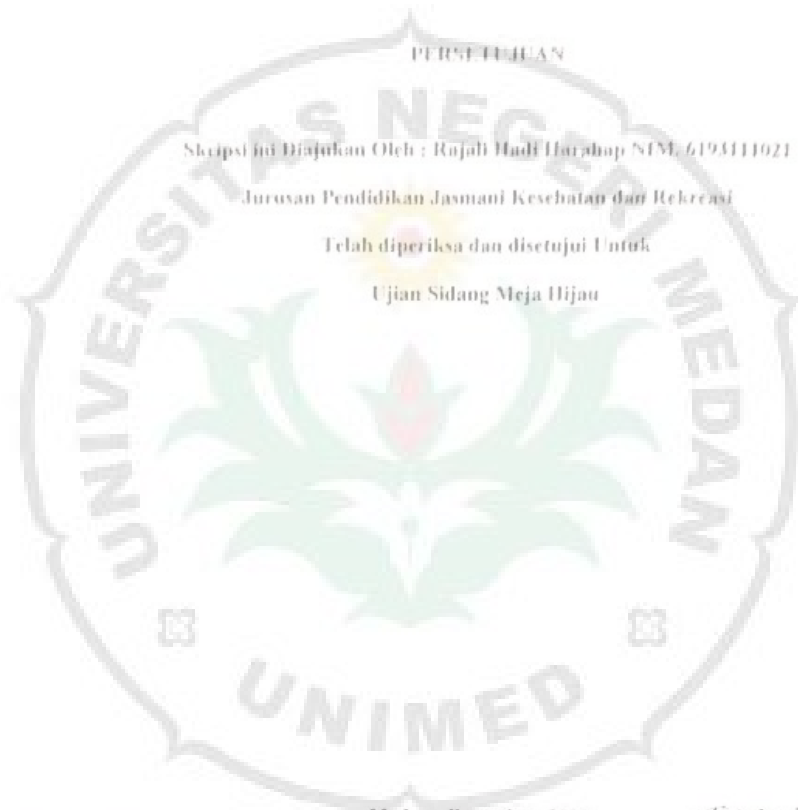 PERSETUJUAN
Skripsi ini Diajukan Oleh : Rajali Hadi Harahap NIM. 6193111021
Jurusan Pendidikan Jasmani Kesehatan dan Rekreasi
Telah diperiksa dan disetujui Untuk
Ujian Sidang Meja Hijau
UNIVERSITAS NEGERI MEDAN
UNIMED